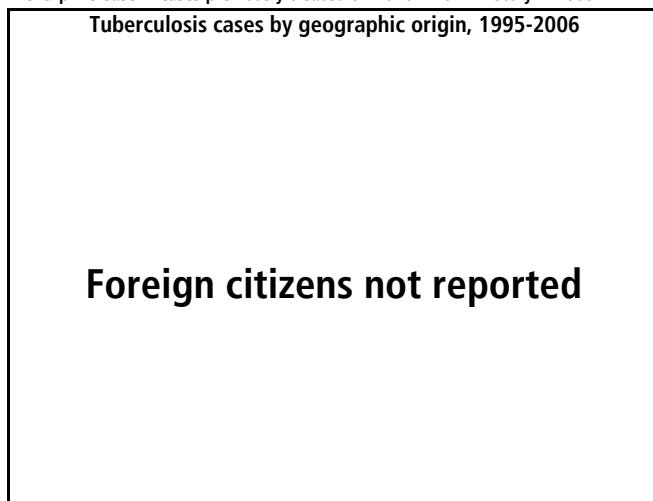 Tuberculosis cases by geographic origin, 1995-2006
Foreign citizens not reported